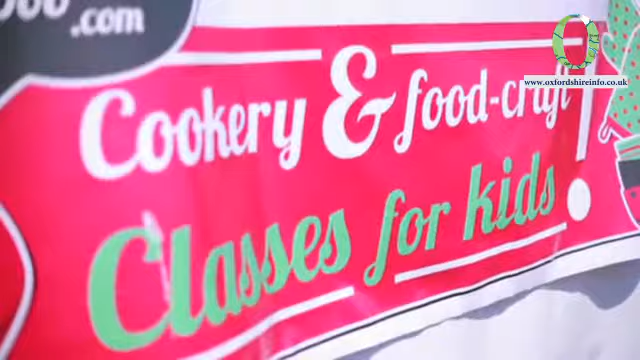 .com
Cookery & food-craft
Classes for kids!
www.oxfordshireinfo.co.uk